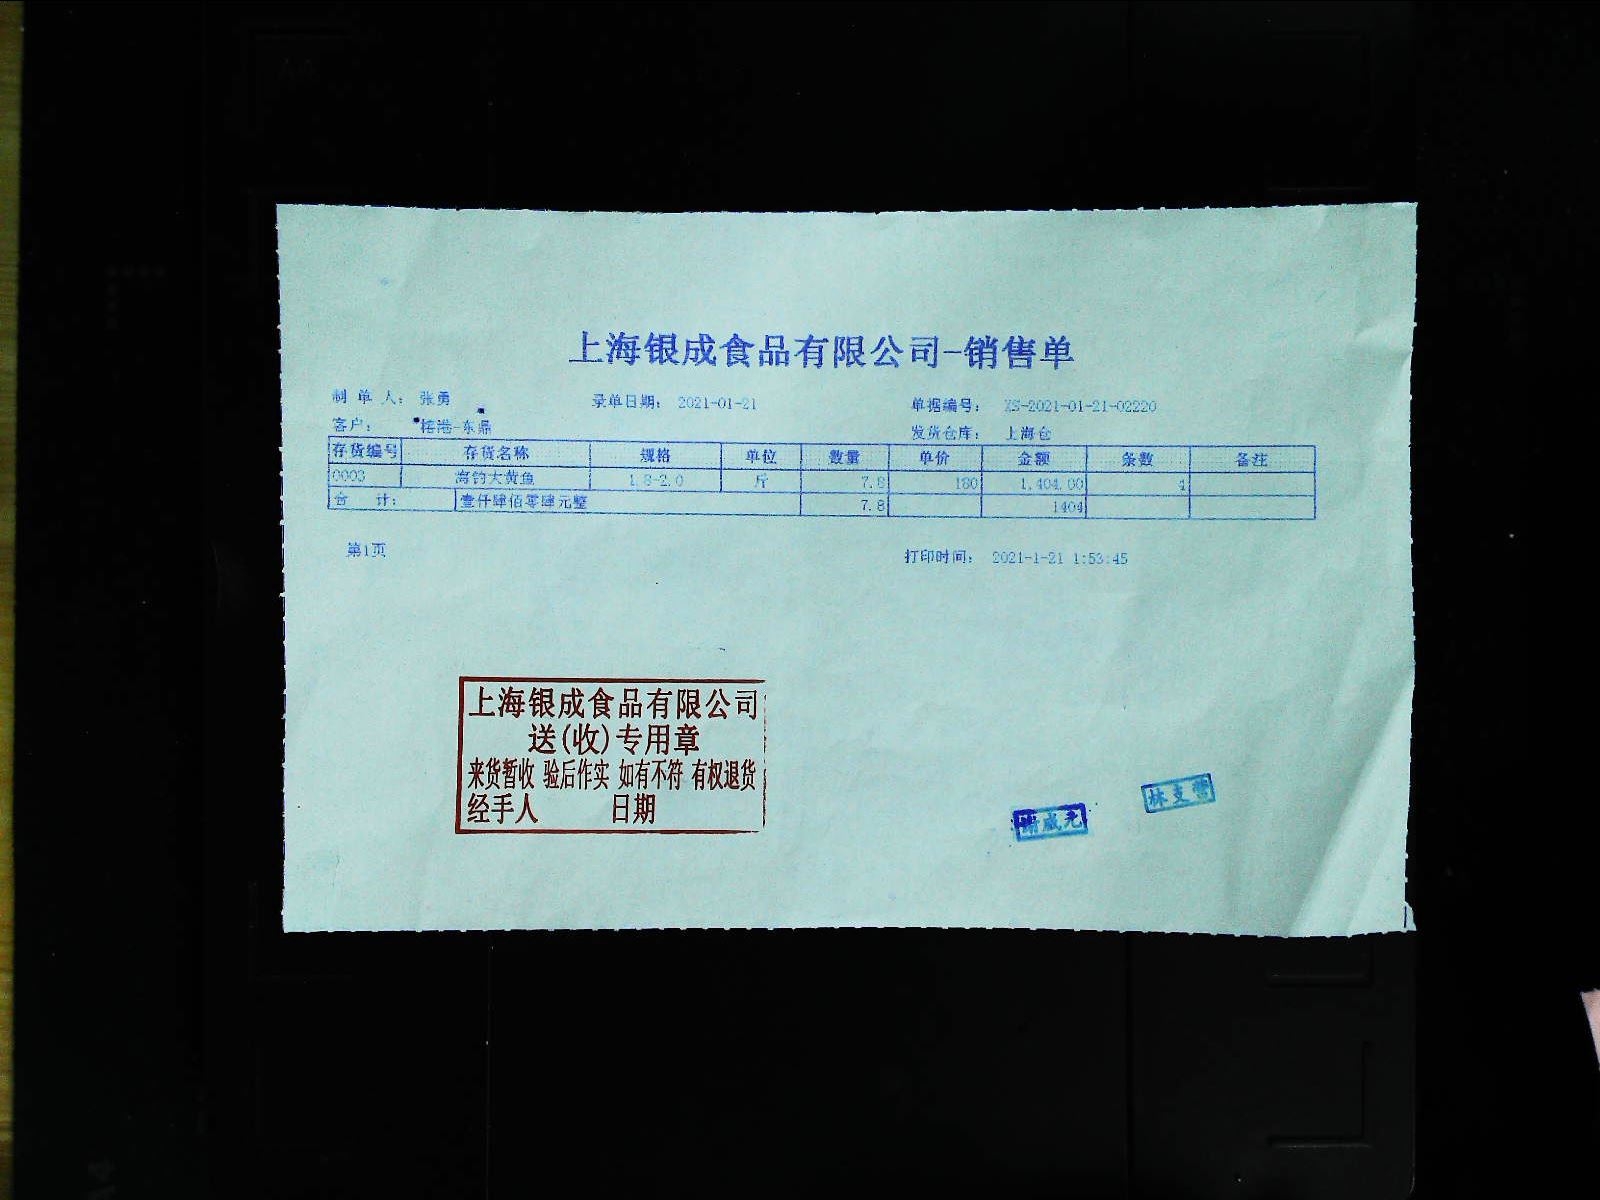 上海银成食品有限公司-销售单
制 单 人： 张勇 录单日期： 2021-01-21 单据编号： XS-2021-01-21-02220
客户： 榕港-东鼎 发货仓库： 上海仓
存货编号 存货名称 规格 单位 数量 单价 金额 条数 备注
0003 海钓大黄鱼 1.8-2.0 斤 7.8 180 1,404.00 4
合 计： 壹仟肆佰零肆元整 7.8 1404
第1页 打印时间： 2021-1-21 1:53:45
上海银成食品有限公司
送(收)专用章
来货暂收 验后作实 如有不符 有权退货
经手人 日期
林支营